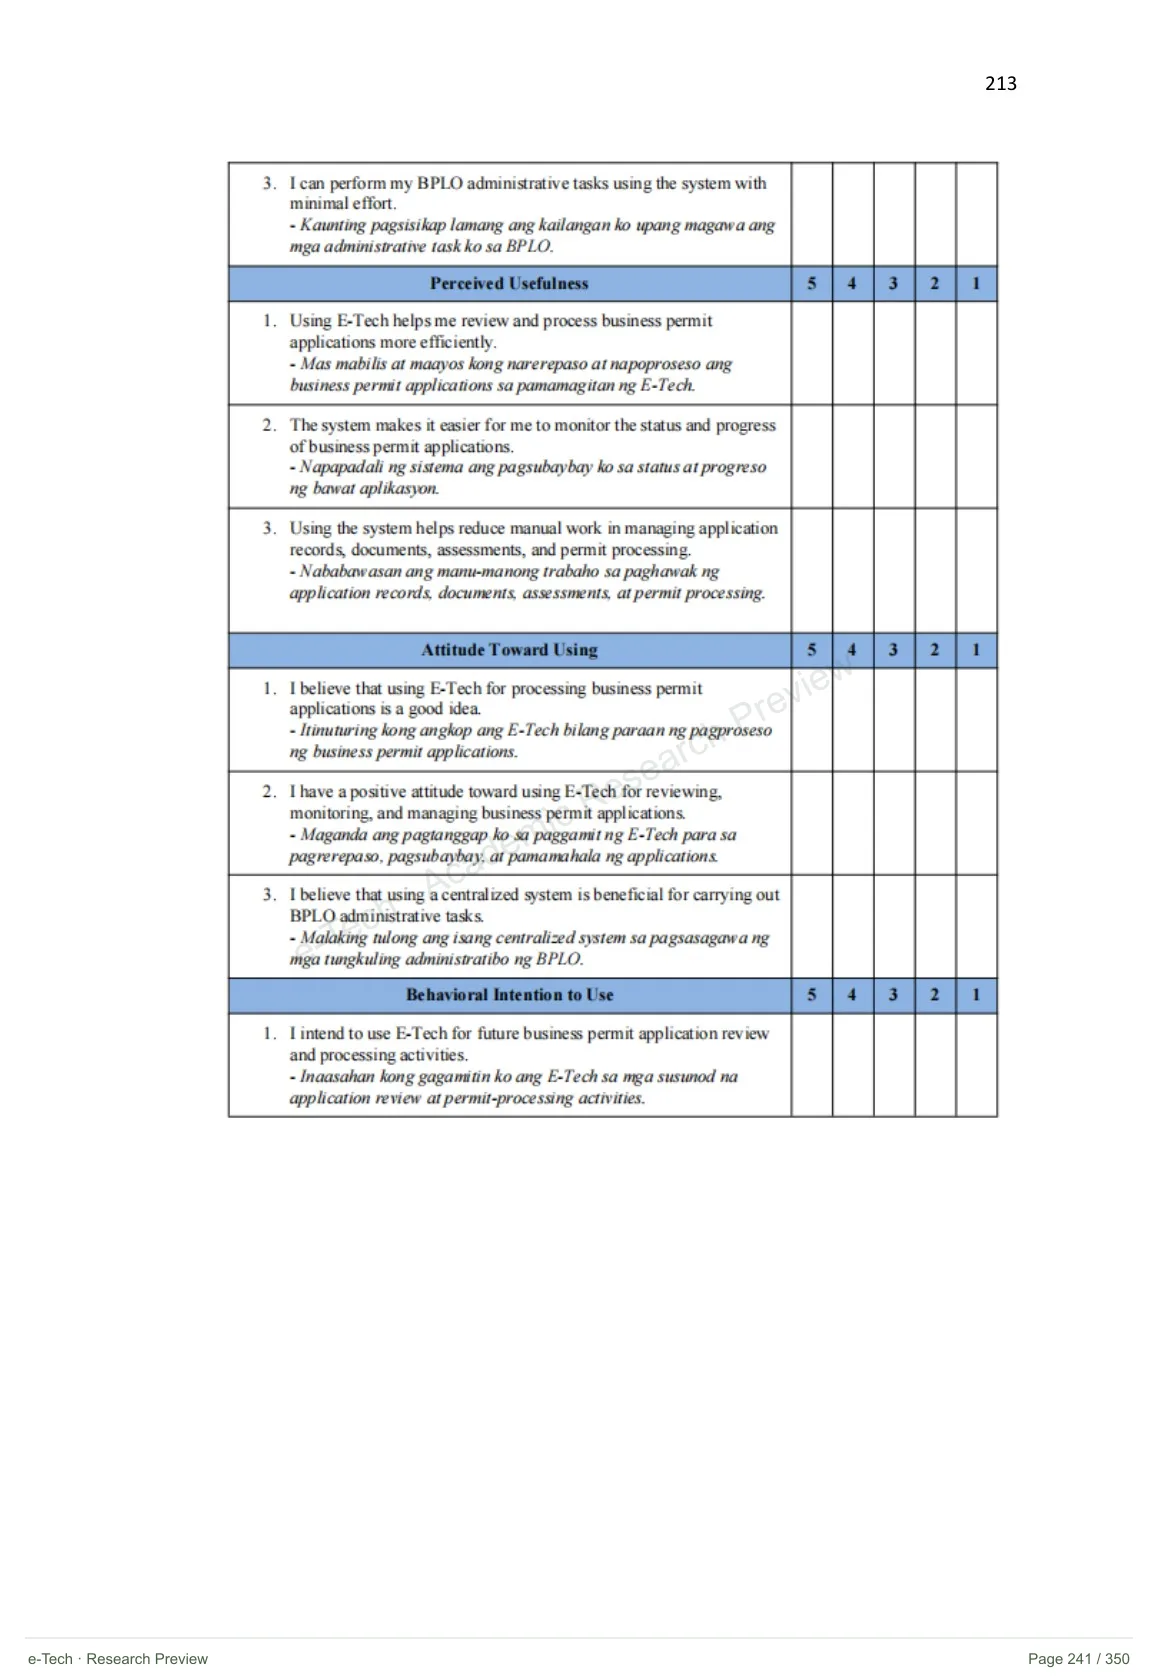 213
3. I can perform my BPLO administrative tasks using the system with
minimal effort.
- Kaunting pagsisikap lamang ang kailangan ko upang magawa ang
mga administrative task ko sa BPLO.
Perceived Usefulness 5 4 3 2 1
1. Using E-Tech helps me review and process business permit
applications more efficiently.
- Mas mabilis at maayos kong narerepaso at napoproseso ang
business permit applications sa pamamagitan ng E-Tech.
2. The system makes it easier for me to monitor the status and progress
of business permit applications.
- Napapadali ng sistema ang pagsubaybay ko sa status at progreso
ng bawat aplikasyon.
3. Using the system helps reduce manual work in managing application
records, documents, assessments, and permit processing.
- Nababawasan ang manu-manong trabaho sa paghawak ng
application records, documents, assessments, at permit processing.
Attitude Toward Using 5 4 3 2 1
1. I believe that using E-Tech for processing business permit
applications is a good idea.
- Itinuturing kong angkop ang E-Tech bilang paraan ng pagproseso
ng business permit applications.
2. I have a positive attitude toward using E-Tech for reviewing,
monitoring, and managing business permit applications.
- Maganda ang pagtanggap ko sa paggamit ng E-Tech para sa
pagrerepaso, pagsubaybay, at pamamahala ng applications.
3. I believe that using a centralized system is beneficial for carrying out
BPLO administrative tasks.
- Malaking tulong ang isang centralized system sa pagsasagawa ng
mga tungkuling administratibo ng BPLO.
Behavioral Intention to Use 5 4 3 2 1
1. I intend to use E-Tech for future business permit application review
and processing activities.
- Inaasahan kong gagamitin ko ang E-Tech sa mga susunod na
application review at permit-processing activities.
e-Tech · Academic Research Preview
e-Tech · Research Preview Page 241 / 350